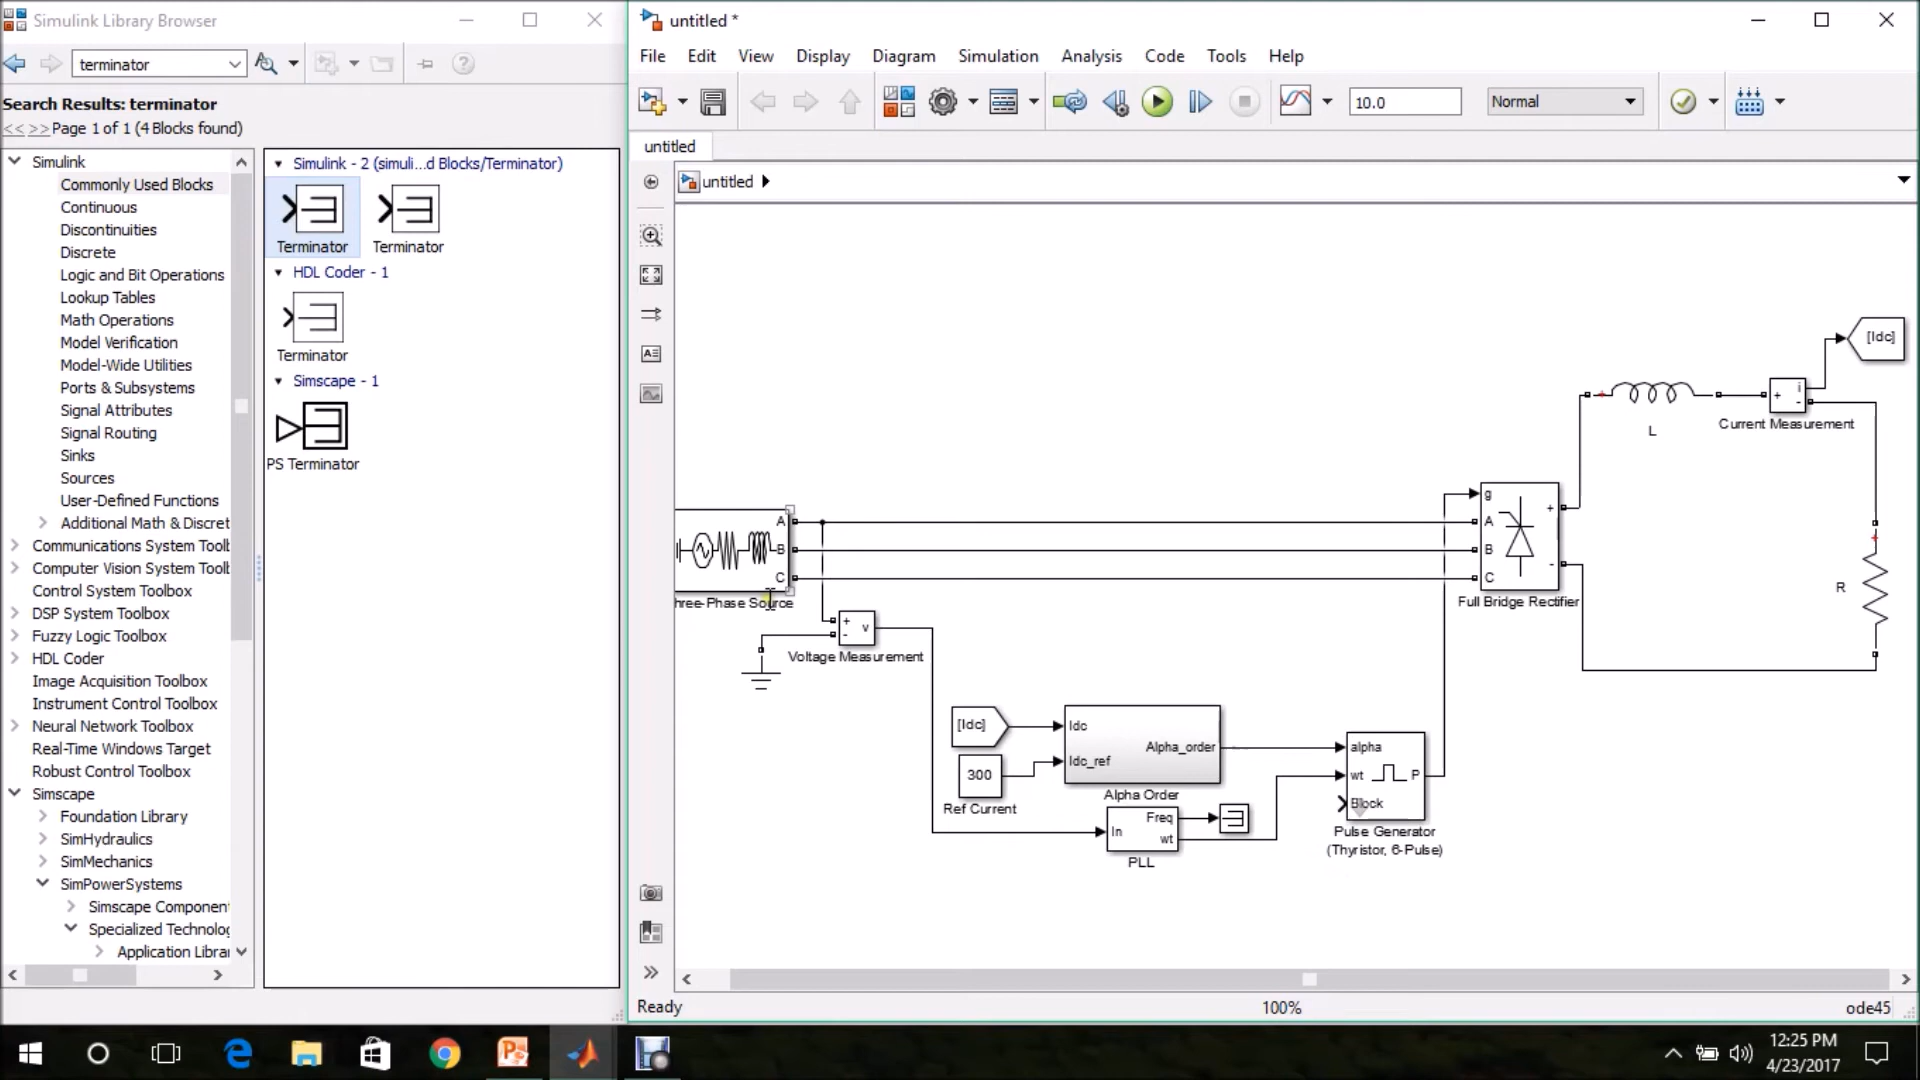 Simulink Library Browser
terminator
Search Results: terminator
<< >> Page 1 of 1 (4 Blocks found)
Simulink
Commonly Used Blocks
Continuous
Discontinuities
Discrete
Logic and Bit Operations
Lookup Tables
Math Operations
Model Verification
Model-Wide Utilities
Ports & Subsystems
Signal Attributes
Signal Routing
Sinks
Sources
User-Defined Functions
Additional Math & Discret
Communications System Toolb
Computer Vision System Toolb
Control System Toolbox
DSP System Toolbox
Fuzzy Logic Toolbox
HDL Coder
Image Acquisition Toolbox
Instrument Control Toolbox
Neural Network Toolbox
Real-Time Windows Target
Robust Control Toolbox
Simscape
Foundation Library
SimHydraulics
SimMechanics
SimPowerSystems
Simscape Component
Specialized Technolog
Application Librar
Simulink - 2 (simuli...d Blocks/Terminator)
Terminator
Terminator
HDL Coder - 1
Terminator
Simscape - 1
PS Terminator
untitled *
File Edit View Display Diagram Simulation Analysis Code Tools Help
10.0
Normal
untitled
untitled
[Idc]
i
+
-
Current Measurement
L
R
A
B
C
hree-Phase Source
g
A
B
C
+
-
Full Bridge Rectifier
+
-
v
Voltage Measurement
[Idc]
300
Ref Current
Idc
Idc_ref
Alpha_order
Alpha Order
In
Freq
wt
PLL
alpha
wt
Block
P
Pulse Generator
(Thyristor, 6-Pulse)
Ready
100%
ode45
12:25 PM
4/23/2017